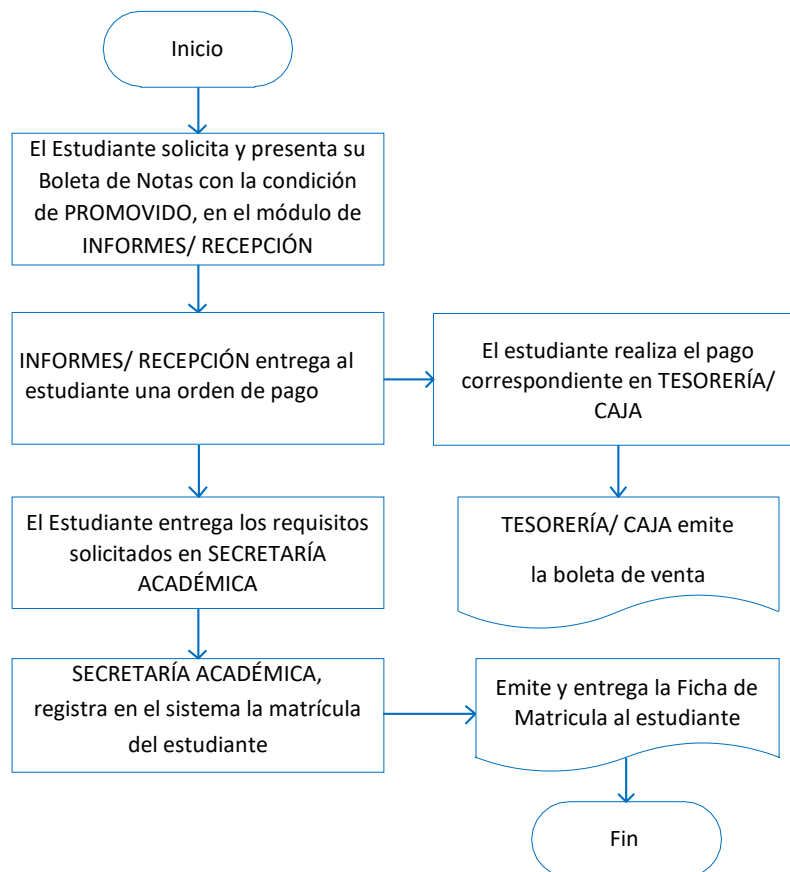 Inicio
El Estudiante solicita y presenta su
Boleta de Notas con la condición
de PROMOVIDO, en el módulo de
INFORMES/ RECEPCIÓN
INFORMES/ RECEPCIÓN entrega al
estudiante una orden de pago
El estudiante realiza el pago
correspondiente en TESORERÍA/
CAJA
El Estudiante entrega los requisitos
solicitados en SECRETARÍA
ACADÉMICA
TESORERÍA/ CAJA emite
la boleta de venta
SECRETARÍA ACADÉMICA,
registra en el sistema la matrícula
del estudiante
Emite y entrega la Ficha de
Matricula al estudiante
Fin